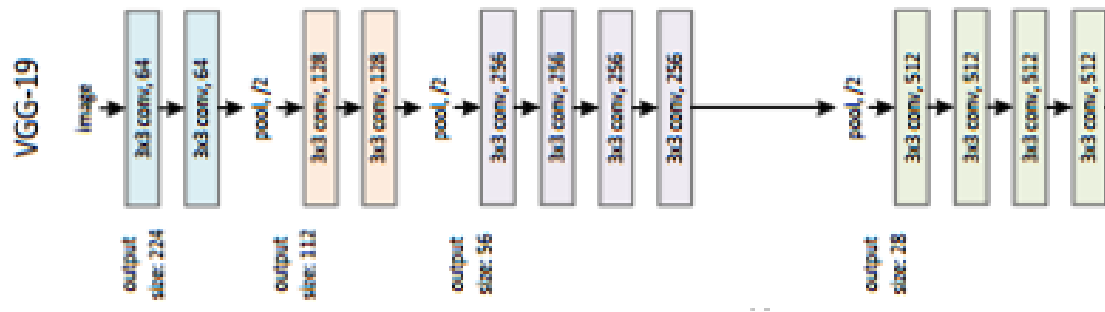 VGG-19
image
3x3 conv, 64
3x3 conv, 64
pool, /2
3x3 conv, 128
3x3 conv, 128
pool, /2
3x3 conv, 256
3x3 conv, 256
3x3 conv, 256
3x3 conv, 256
pool, /2
3x3 conv, 512
3x3 conv, 512
3x3 conv, 512
3x3 conv, 512
output
size: 224
output
size: 112
output
size: 56
output
size: 28